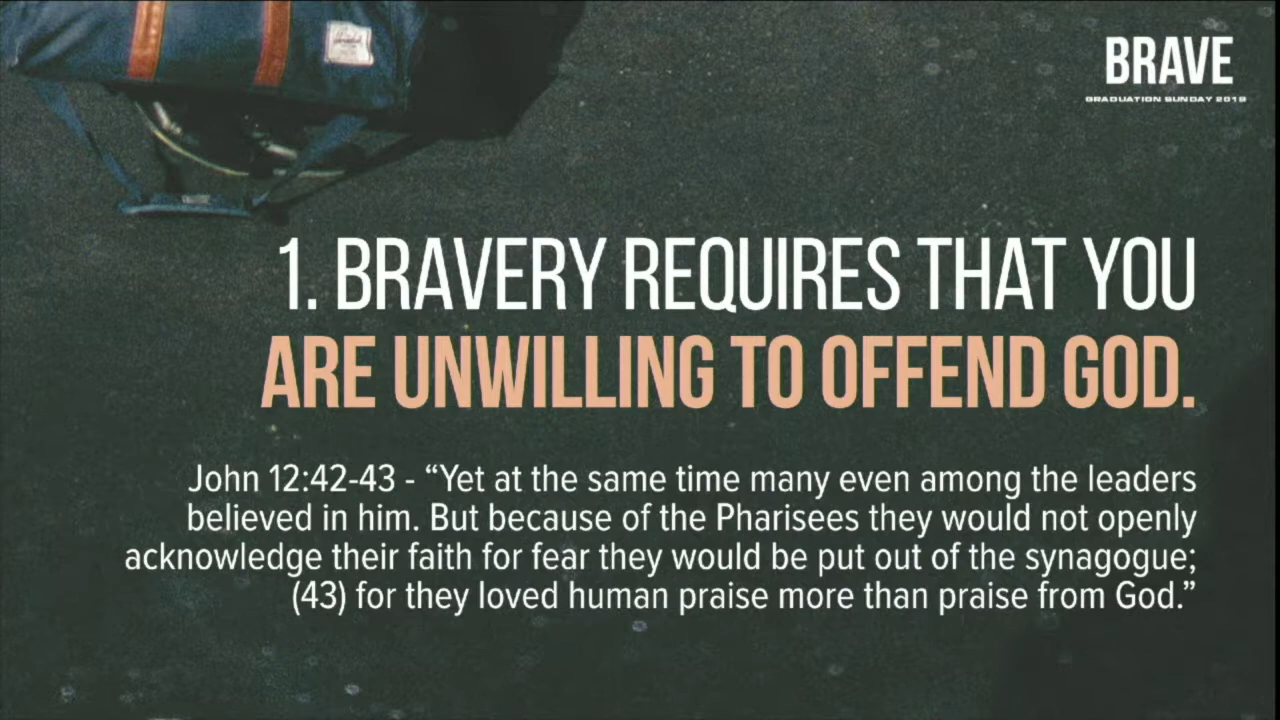 BRAVE
GRADUATION SUNDAY 2019
1. BRAVERY REQUIRES THAT YOU
ARE UNWILLING TO OFFEND GOD.
John 12:42-43 - “Yet at the same time many even among the leaders
believed in him. But because of the Pharisees they would not openly
acknowledge their faith for fear they would be put out of the synagogue;
(43) for they loved human praise more than praise from God.”